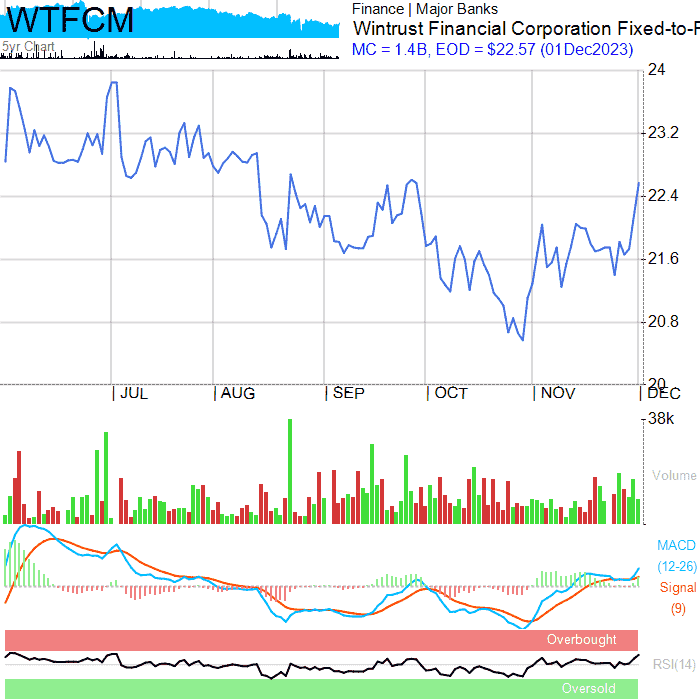 WTFCM
5yr Chart
Finance | Major Banks
Wintrust Financial Corporation Fixed-to-F
MC = 1.4B, EOD = $22.57 (01Dec2023)
24
23.2
22.4
21.6
20.8
20
JUL AUG SEP OCT NOV DEC
38k
Volume
MACD
(12-26)
Signal
(9)
Overbought
RSI(14)
Oversold